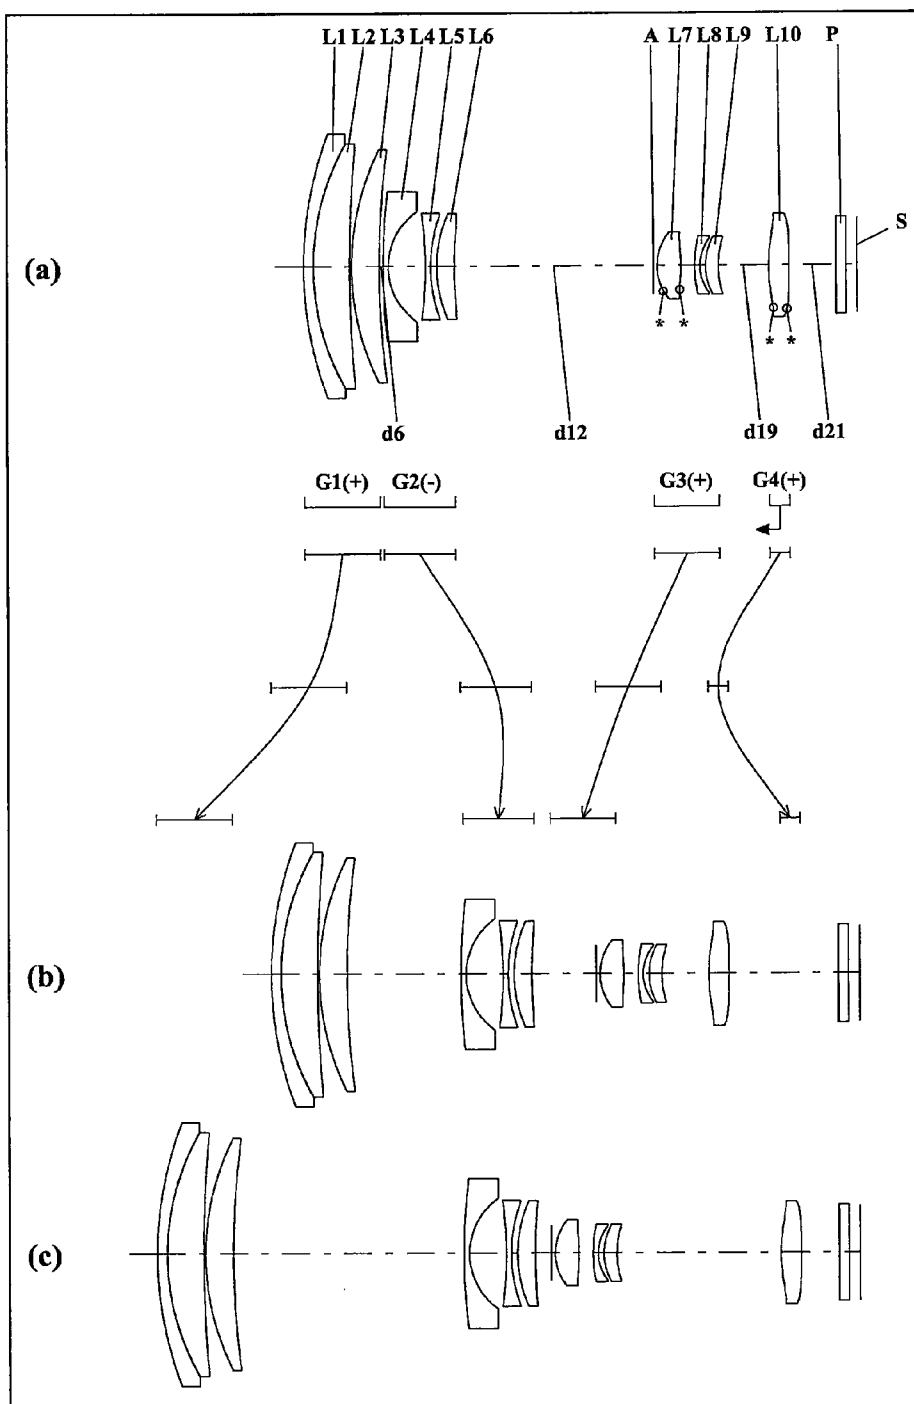 L1 L2 L3 L4 L5 L6 A L7 L8 L9 L10 P
S
(a)
* * * *
d6 d12 d19 d21
G1(+) G2(-) G3(+) G4(+)
(b)
(c)